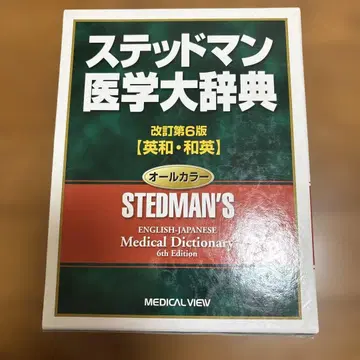 ステッドマン
医学大辞典
改訂第6版
【英和・和英】
オールカラー
STEDMAN'S
ENGLISH-JAPANESE
Medical Dictionary
6th Edition
MEDICAL VIEW